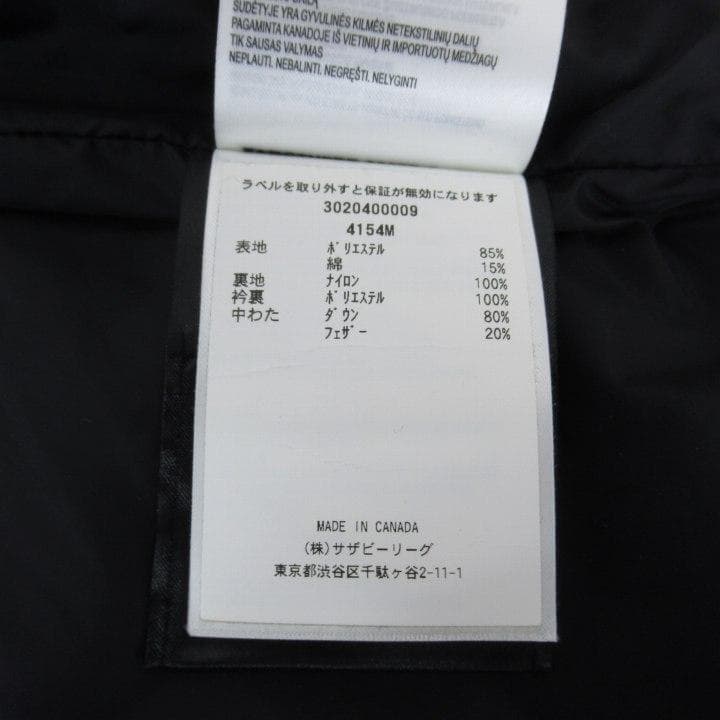 SUDĖTYJE YRA GYVULINĖS KILMĖS NETEKSTILINIŲ DALIŲ
PAGAMINTA KANADOJE IŠ VIETINIŲ IR IMPORTUOTŲ MEDŽIAGŲ
TIK SAUSAS VALYMAS
NEPLAUTI. NEBALINTI. NEGRĘŠTI. NELYGINTI
ラベルを取り外すと保証が無効になります
3020400009
4154M
表地 ﾎﾟﾘｴｽﾃﾙ 85%
綿 15%
裏地 ﾅｲﾛﾝ 100%
衿裏 ﾎﾟﾘｴｽﾃﾙ 100%
中わた ﾀﾞｳﾝ 80%
ﾌｪｻﾞｰ 20%
MADE IN CANADA
(株)サザビーリーグ
東京都渋谷区千駄ヶ谷2-11-1